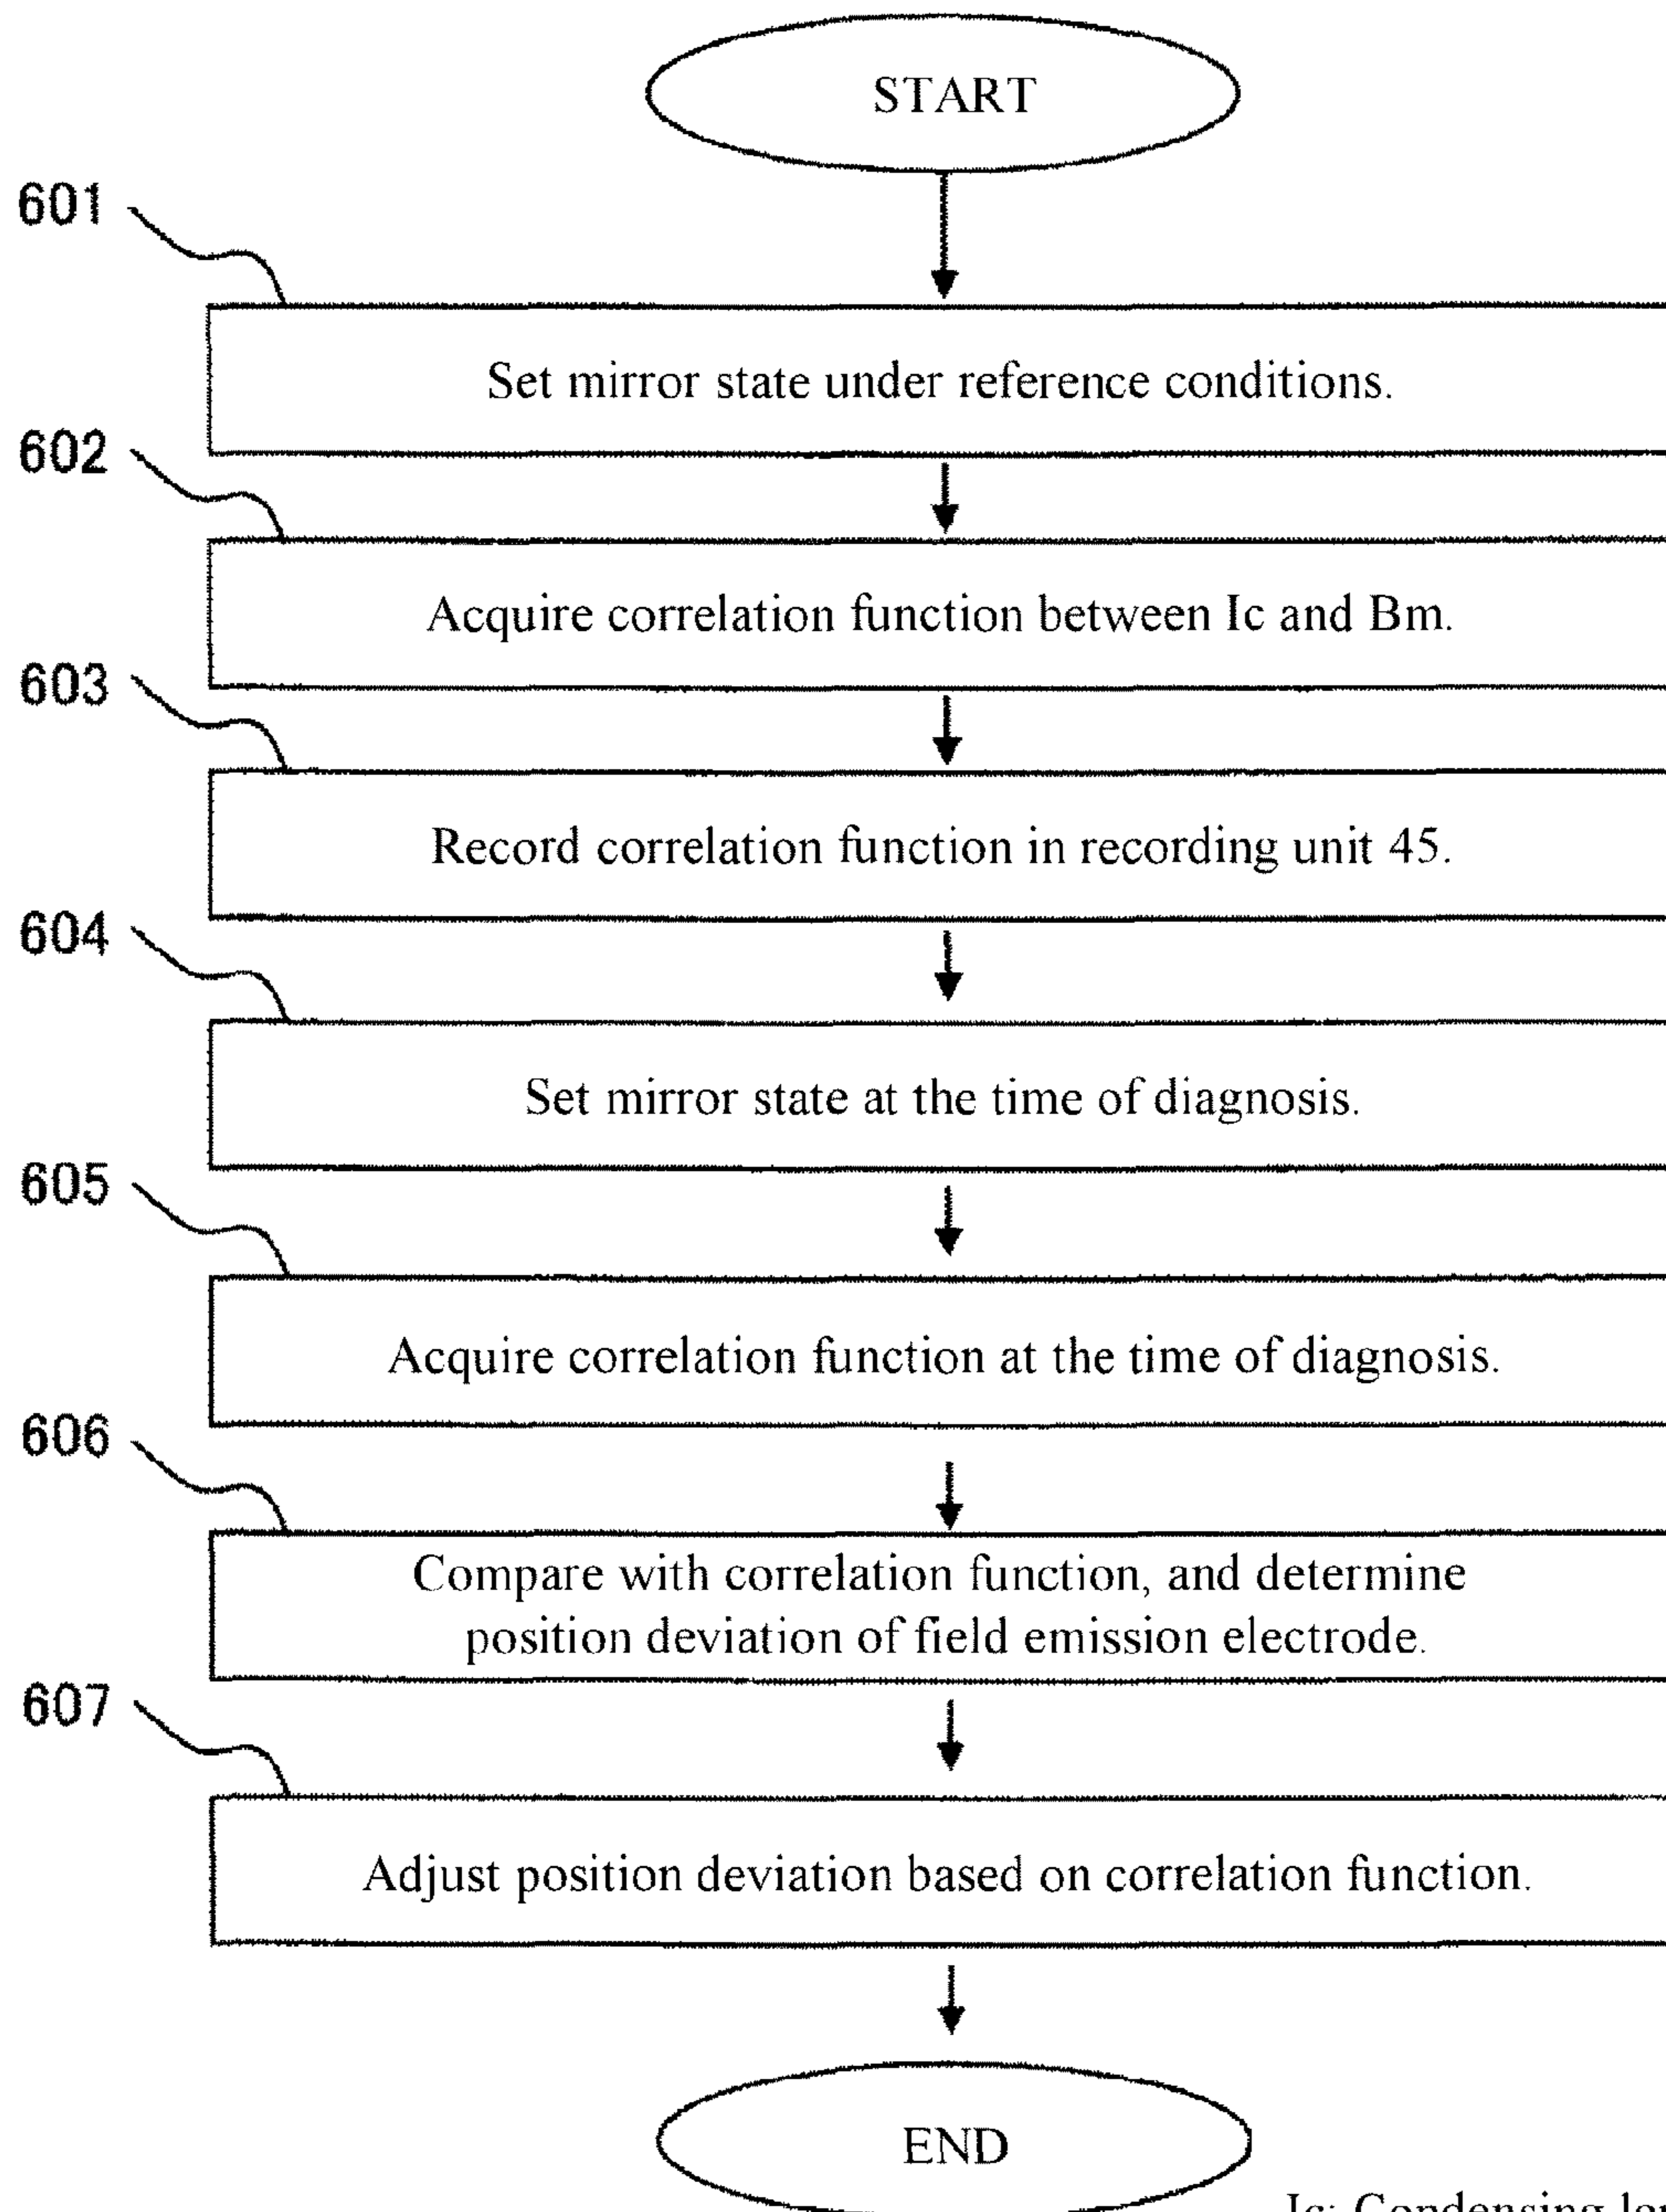 START
601
Set mirror state under reference conditions.
602
Acquire correlation function between Ic and Bm.
603
Record correlation function in recording unit 45.
604
Set mirror state at the time of diagnosis.
605
Acquire correlation function at the time of diagnosis.
606
Compare with correlation function, and determine
position deviation of field emission electrode.
607
Adjust position deviation based on correlation function.
END
Ic: Condensing